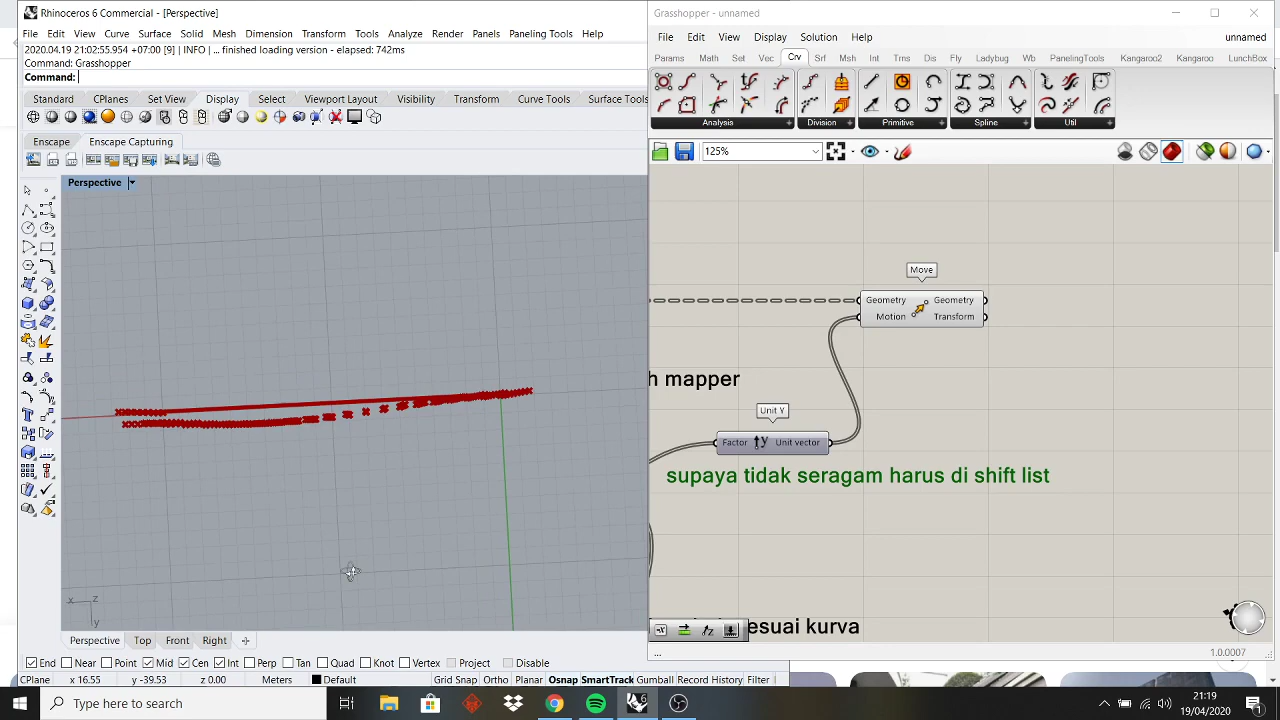 Rhinoceros 6 Commercial - [Perspective]
File Edit View Curve Surface Solid Mesh Dimension Transform Tools Analyze Render Panels Paneling Tools Help
2020.04.19 21:02:55.954 +07:00 [9] | INFO | ... finished loading version - elapsed: 742ms
Command: Grasshopper
Command:
Standard CPlanes Set View Display Select Viewport Layout Visibility Transform Curve Tools Surface Tools
Escape Escape Capturing
Perspective
x z
y
Perspective Top Front Right
End Near Point Mid Cen Int Perp Tan Quad Knot Vertex Project Disable
CPlane x 16.55 y -39.53 z 0.00 Meters Default Grid Snap Ortho Planar Osnap SmartTrack Gumball Record History Filter
Grasshopper - unnamed
File Edit View Display Solution Help unnamed
Params Math Set Vec Crv Srf Msh Int Trns Dis Fly Ladybug Wb PanelingTools Kangaroo2 Kangaroo LunchBox
Analysis Division Primitive Spline Util
125%
Move
Geometry Geometry
Motion Transform
h mapper
Unit Y
Factor y Unit vector
supaya tidak seragam harus di shift list
esuai kurva
...
1.0.0007
Type here to search
21:19
19/04/2020